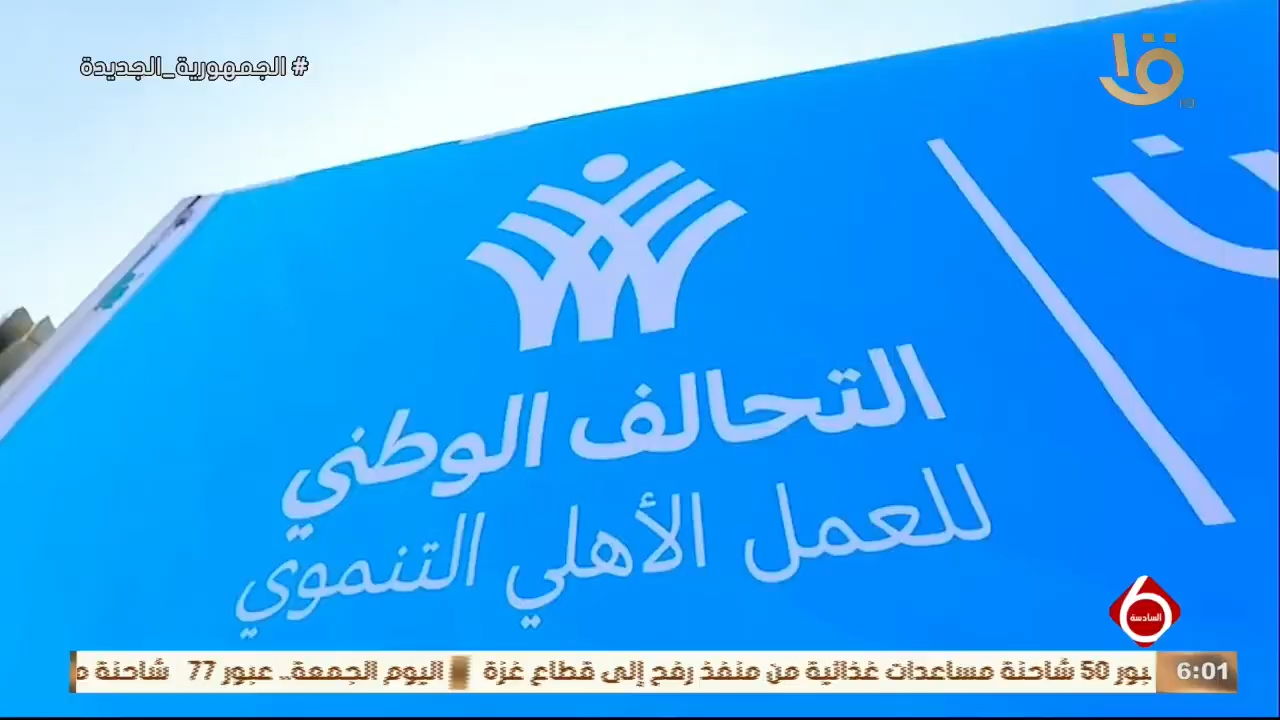 # الجمهورية_الجديدة
التحالف الوطني
للعمل الأهلي التنموي
السادسة
6:01
بور 50 شاحنة مساعدات غذائية من منفذ رفح إلى قطاع غزة
اليوم الجمعة.. عبور 77 شاحنة